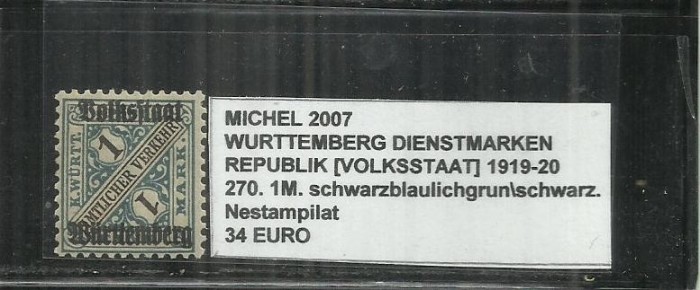 Volksstaat
K.WÜRTT.
1
AMTLICHER VERKEHR
1
MARK.
Württemberg
MICHEL 2007
WURTTEMBERG DIENSTMARKEN
REPUBLIK [VOLKSSTAAT] 1919-20
270. 1M. schwarzblaulichgrun\schwarz.
Nestampilat
34 EURO